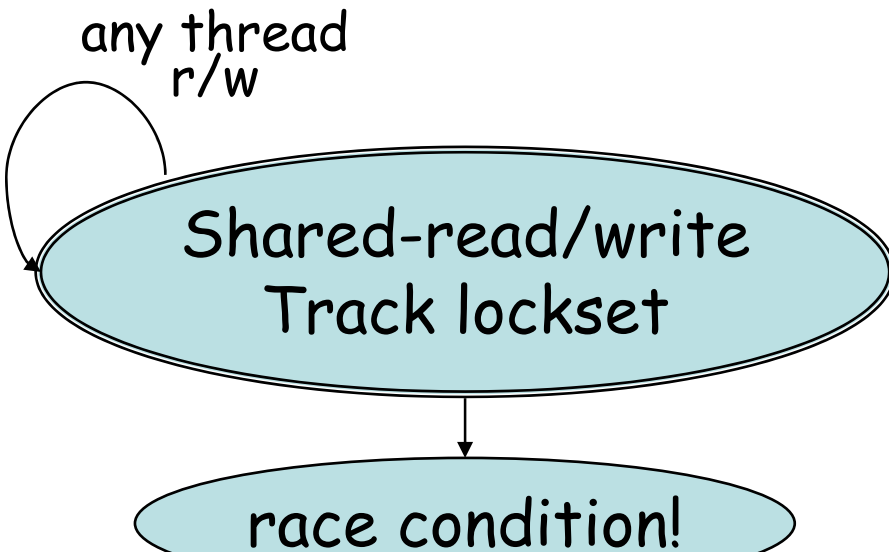 any thread
r/w
Shared-read/write
Track lockset
race condition!